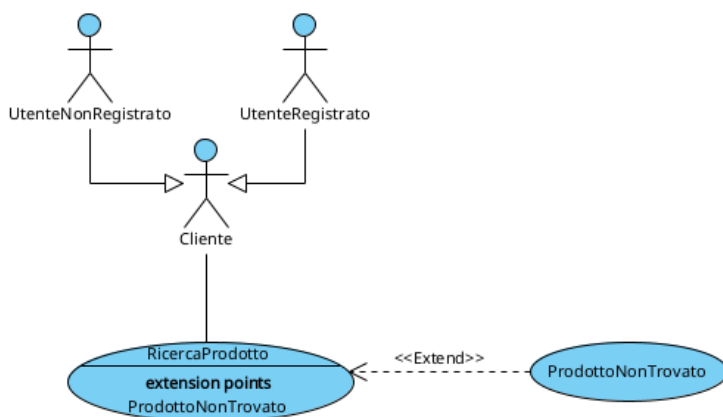 UtenteNonRegistrato
UtenteRegistrato
Cliente
RicercaProdotto
extension points
ProdottoNonTrovato
<<Extend>>
ProdottoNonTrovato